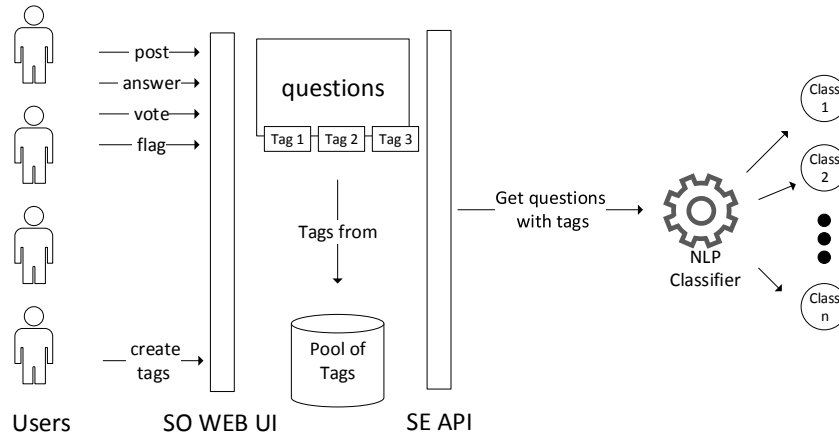 post
answer
vote
flag
create
tags
questions
Tag 1
Tag 2
Tag 3
Tags from
Pool of
Tags
Get questions
with tags
NLP
Classifier
Class
1
Class
2
Class
n
Users
SO WEB UI
SE API